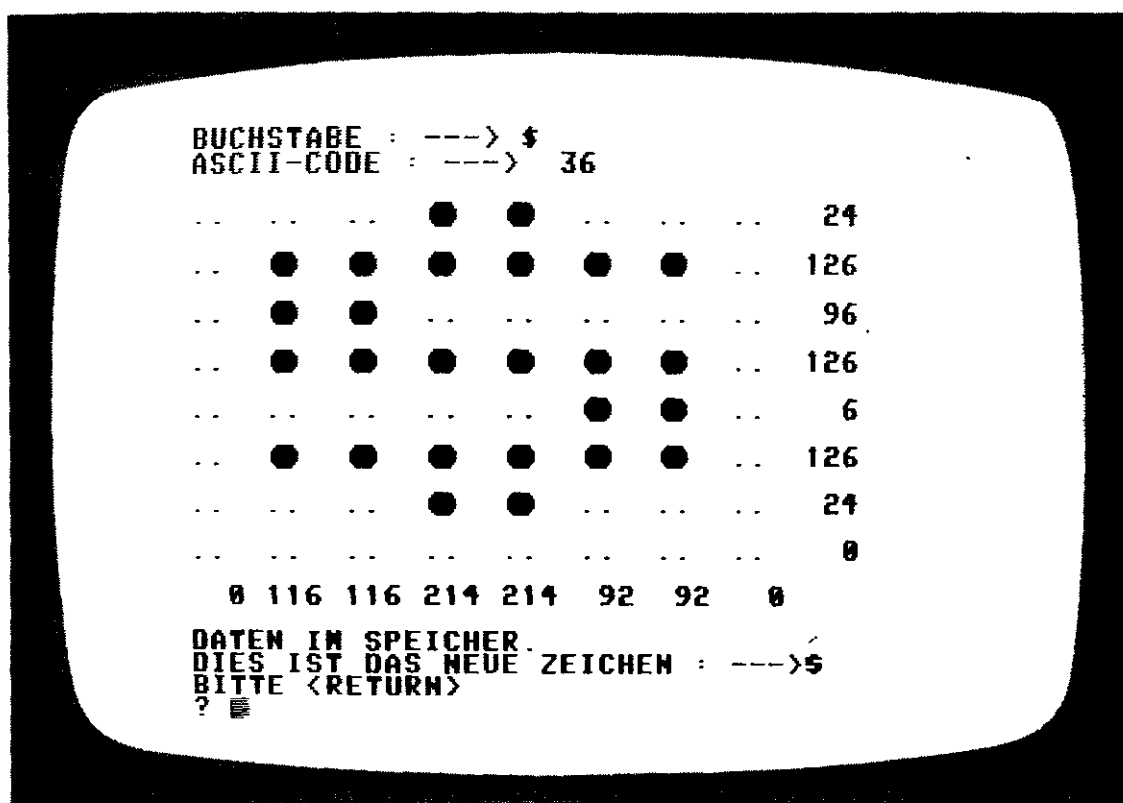 BUCHSTABE : ---> $
ASCII-CODE : ---> 36
.. .. .. ● ● .. .. .. 24
.. ● ● ● ● ● ● .. 126
.. ● ● .. .. .. .. .. 96
.. ● ● ● ● ● ● .. 126
.. .. .. .. .. ● ● .. 6
.. ● ● ● ● ● ● .. 126
.. .. .. ● ● .. .. .. 24
.. .. .. .. .. .. .. .. 0
0 116 116 214 214 92 92 0
DATEN IM SPEICHER.
DIES IST DAS NEUE ZEICHEN : --->$
BITTE <RETURN>
?